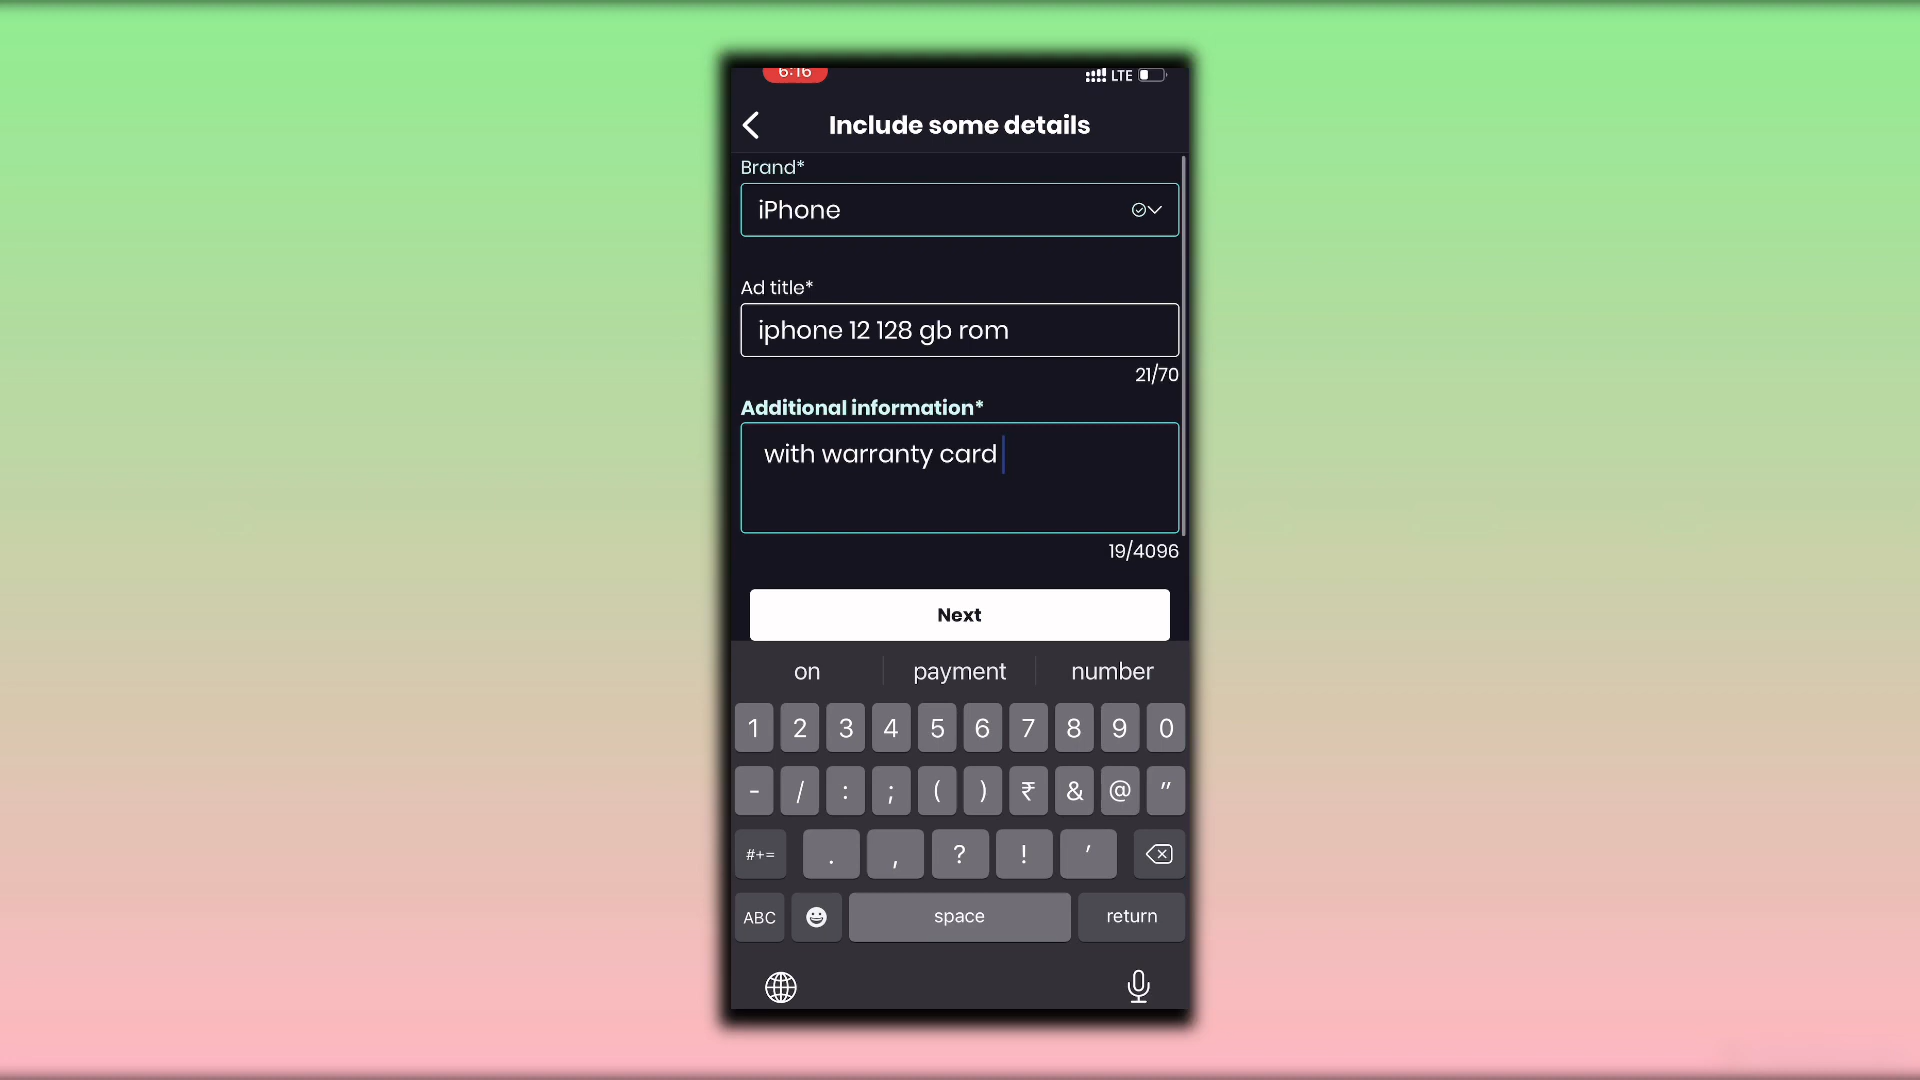 6:16 LTE
Include some details
Brand*
iPhone
Ad title*
iphone 12 128 gb rom
21/70
Additional information*
with warranty card
19/4096
Next
on payment number
1 2 3 4 5 6 7 8 9 0
- / : ; ( ) ₹ & @ "
#+= . , ? ! '
ABC space return